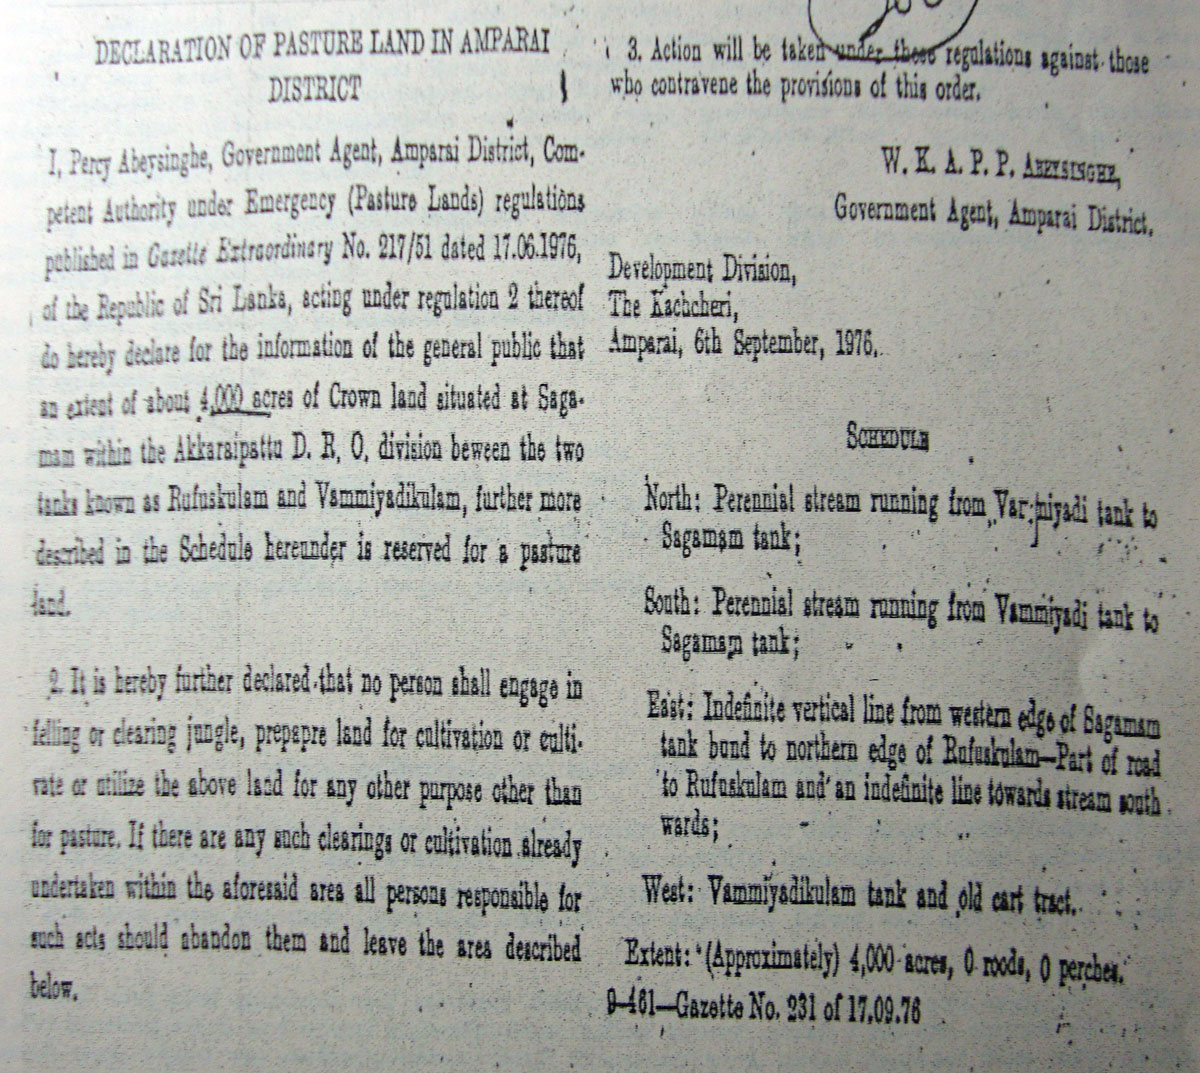 DECLARATION OF PASTURE LAND IN AMPARAI
DISTRICT
I, Percy Abeysinghe, Government Agent, Amparai District, Com-
petent Authority under Emergency (Pasture Lands) regulations
published in Gazette Extraordinary No. 217/51 dated 17.06.1976,
of the Republic of Sri Lanka, acting under regulation 2 thereof
do hereby declare for the information of the general public that
an extent of about 4,000 acres of Crown land situated at Saga-
mam within the Akkaraipattu D. R. O. division beween the two
tanks known as Rufuskulam and Vammiyadikulam, further more
described in the Schedule hereunder is reserved for a pasture
land.
2. It is hereby further declared that no person shall engage in
felling or clearing jungle, prepapre land for cultivation or culti-
vate or utilize the above land for any other purpose other than
for pasture. If there are any such clearings or cultivation already
undertaken within the aforesaid area all persons responsible for
such acts should abandon them and leave the area described
below.
3. Action will be taken under these regulations against those
who contravene the provisions of this order.
W. K. A. P. P. ABEYSINGHE,
Government Agent, Amparai District.
Development Division,
The Kachcheri,
Amparai, 6th September, 1976.
SCHEDULE
North: Perennial stream running from tank to
Sagamam tank;
South: Perennial stream running from Vammiyadi tank to
Sagamam tank;
East: Indefinite vertical line from western edge of Sagamam
tank bund to northern edge of Rufuskulam—Part of road
to Rufuskulam and an indefinite line towards stream south
wards;
West: Vammiyadikulam tank and old cart tract.
Extent: (Approximately) 4,000 acres, 0 roods, 0 perches.
9-461—Gazette No. 231 of 17.09.76